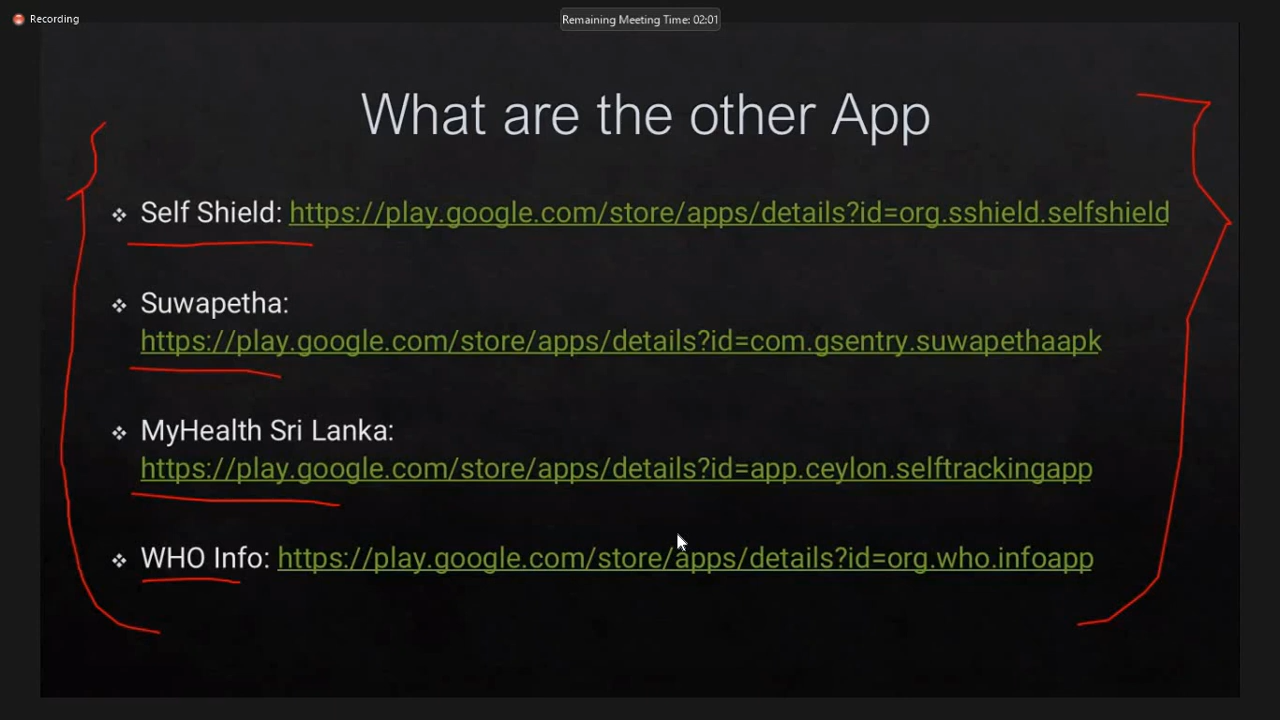 Recording
Remaining Meeting Time: 02:01
What are the other App
Self Shield: https://play.google.com/store/apps/details?id=org.sshield.selfshield
Suwapetha:
https://play.google.com/store/apps/details?id=com.gsentry.suwapethaapk
MyHealth Sri Lanka:
https://play.google.com/store/apps/details?id=app.ceylon.selftrackingapp
WHO Info: https://play.google.com/store/apps/details?id=org.who.infoapp